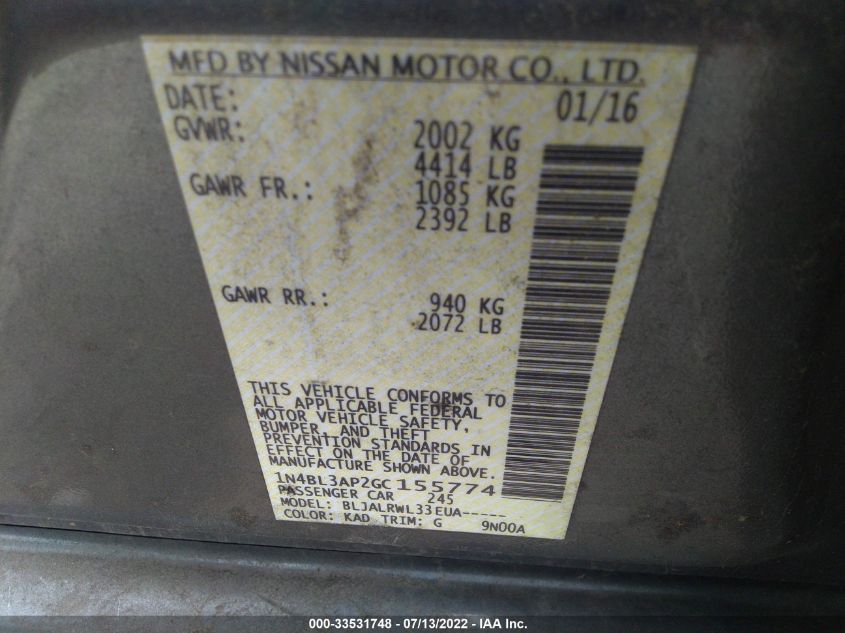 MFD BY NISSAN MOTOR CO., LTD.
DATE: 01/16
GVWR: 2002 KG
4414 LB
GAWR FR.: 1085 KG
2392 LB
GAWR RR.: 940 KG
2072 LB
THIS VEHICLE CONFORMS TO
ALL APPLICABLE FEDERAL
MOTOR VEHICLE SAFETY,
BUMPER, AND THEFT
PREVENTION STANDARDS IN
EFFECT ON THE DATE OF
MANUFACTURE SHOWN ABOVE.
1N4BL3AP2GC155774
PASSENGER CAR 245
MODEL: BLJALRWL33EUA-----
COLOR: KAD TRIM: G 9N00A
000-33531748 - 07/13/2022 - IAA Inc.